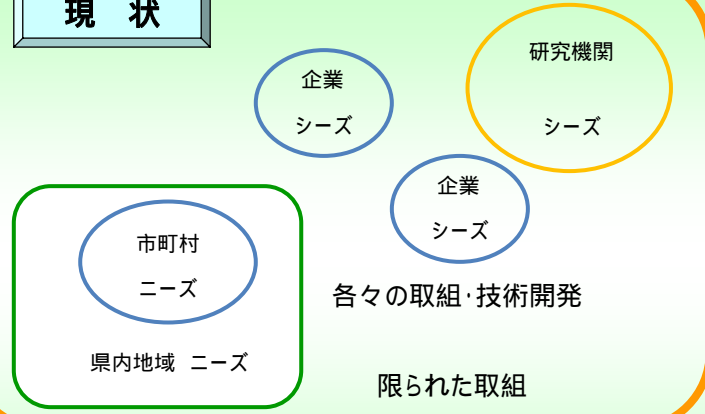 現 状
企業
シーズ
研究機関
シーズ
企業
シーズ
市町村
ニーズ
県内地域 ニーズ
各々の取組・技術開発
限られた取組